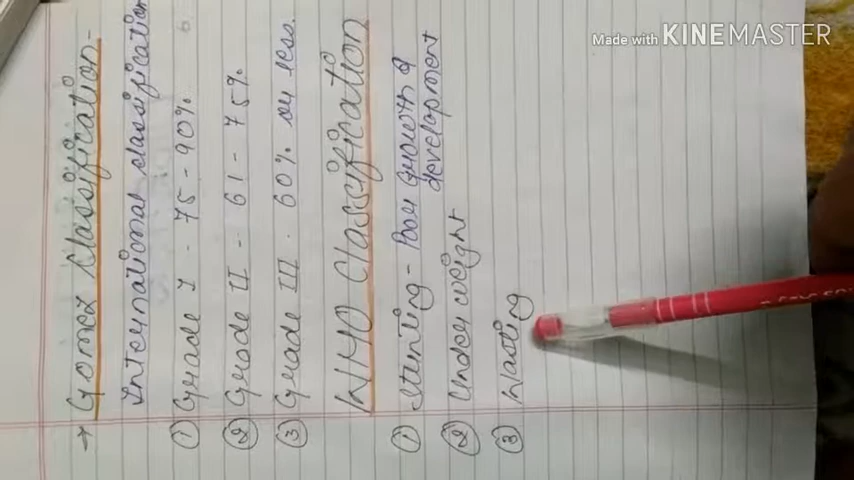 → Gomez classification-
International classification
① Grade I - 75-90%.
② Grade II - 61-75%.
③ Grade III - 60% or less.
WHO Classification
① Stunting - Poor Growth &
development
② Under weight
③ Wasting
Made with KINEMASTER